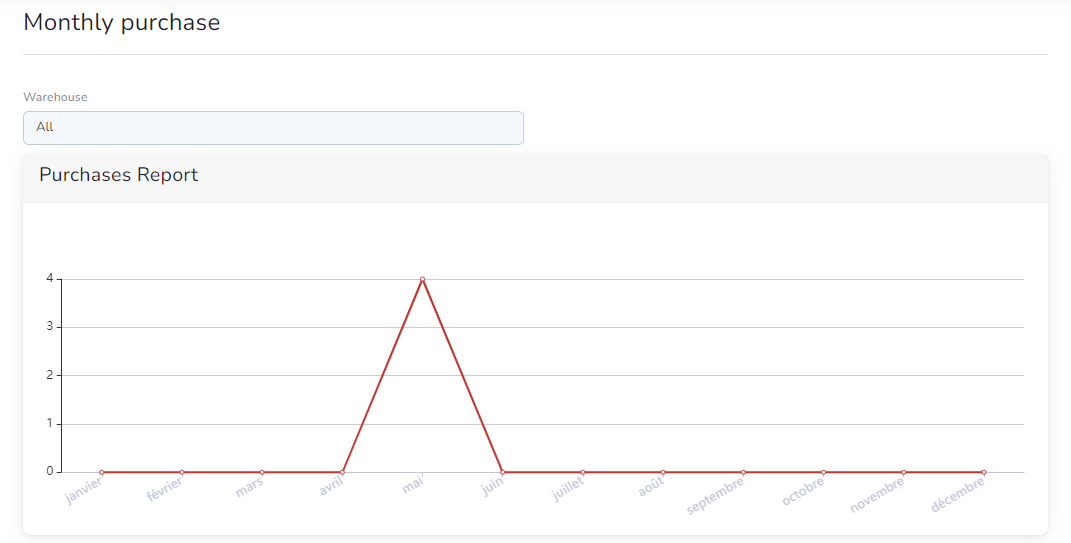 Monthly purchase
Warehouse
All
Purchases Report
4
3
2
1
0
janvier février mars avril mai juin juillet août septembre octobre novembre décembre